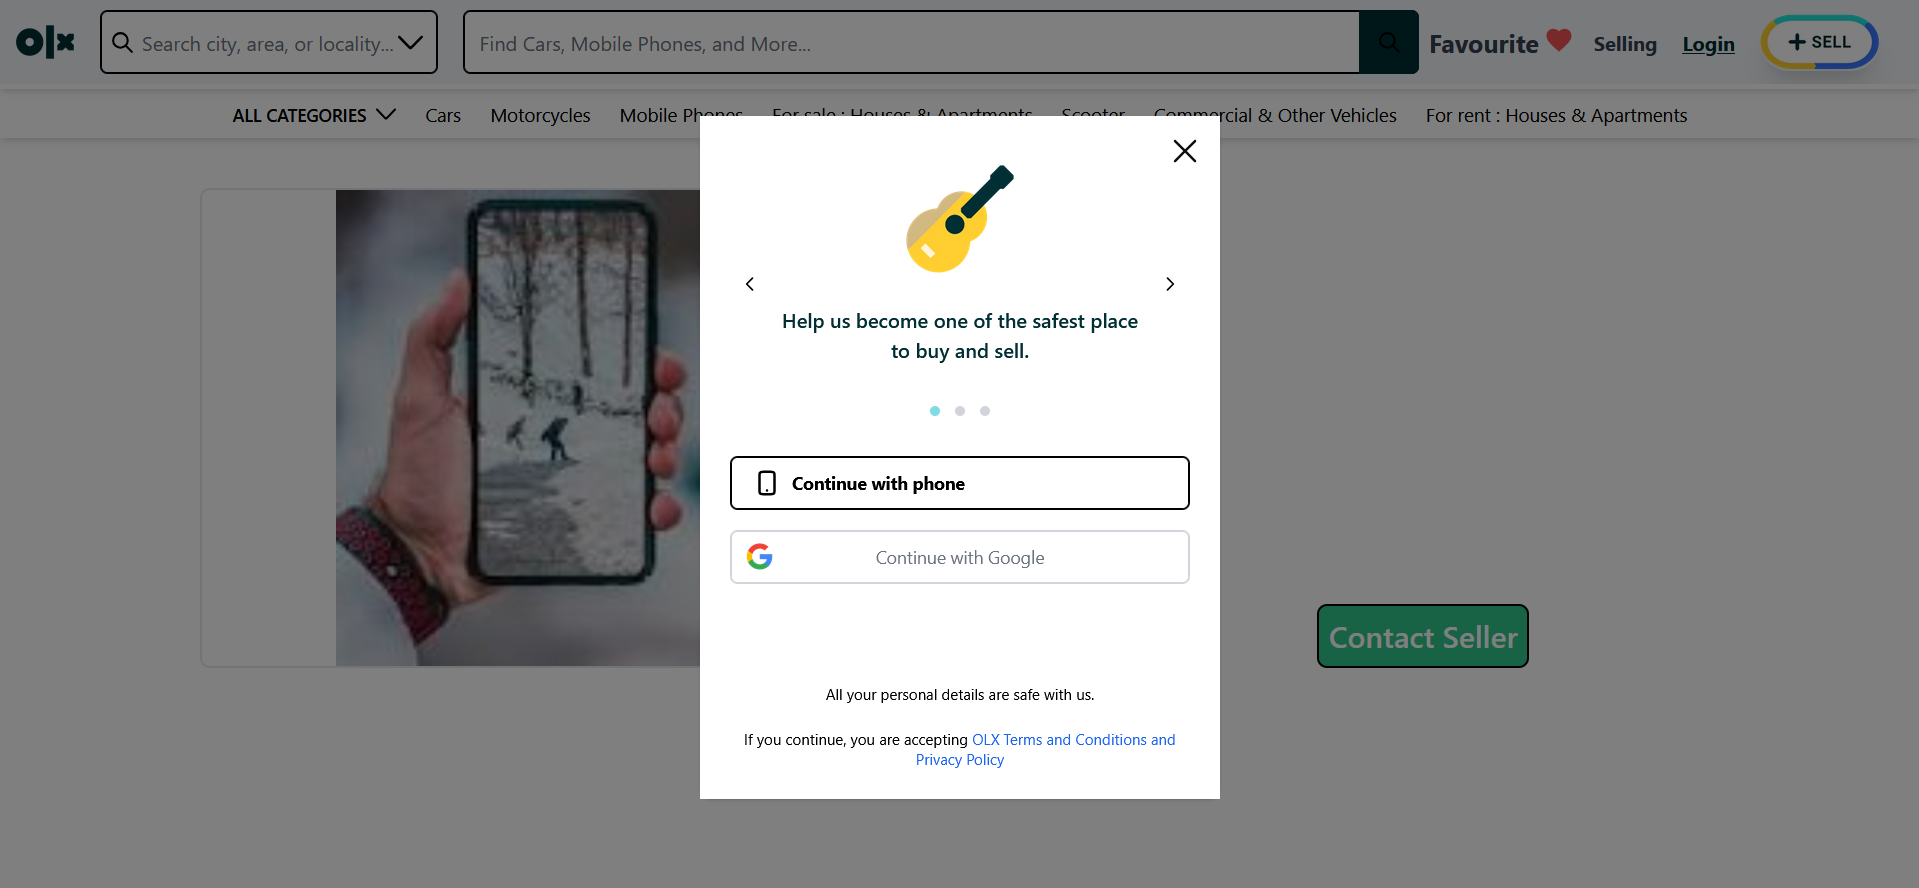 olx
Search city, area, or locality...
Find Cars, Mobile Phones, and More...
Favourite
Selling
Login
+ SELL
ALL CATEGORIES
Cars
Motorcycles
Mobile Phones
For sale : Houses & Apartments
Scooter
Commercial & Other Vehicles
For rent : Houses & Apartments
Help us become one of the safest place
to buy and sell.
Continue with phone
Continue with Google
Contact Seller
All your personal details are safe with us.
If you continue, you are accepting OLX Terms and Conditions and
Privacy Policy